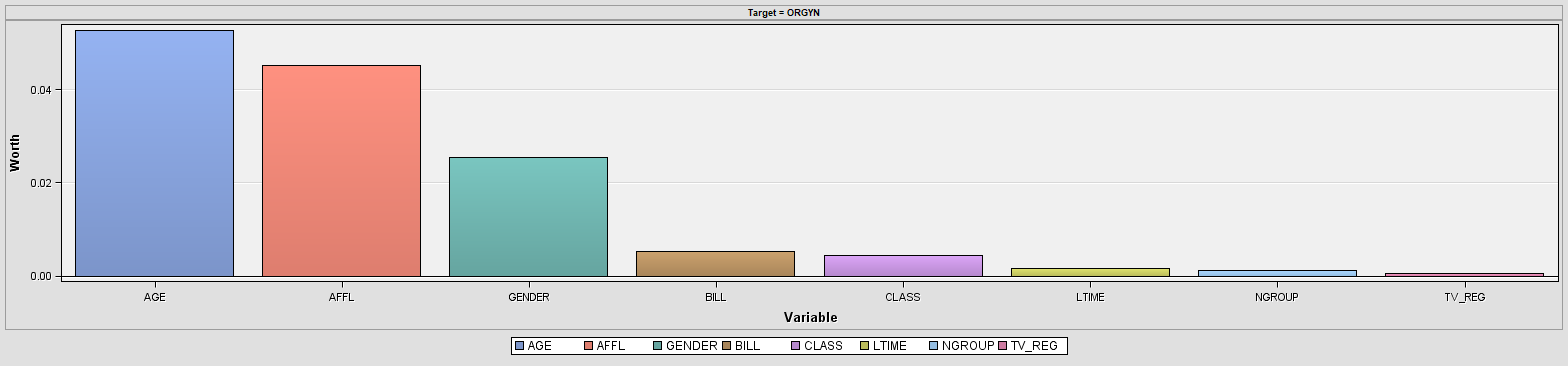 Target = ORGYN
Worth
0.04
0.02
0.00
AGE AFFL GENDER BILL CLASS LTIME NGROUP TV_REG
Variable
AGE AFFL GENDER BILL CLASS LTIME NGROUP TV_REG